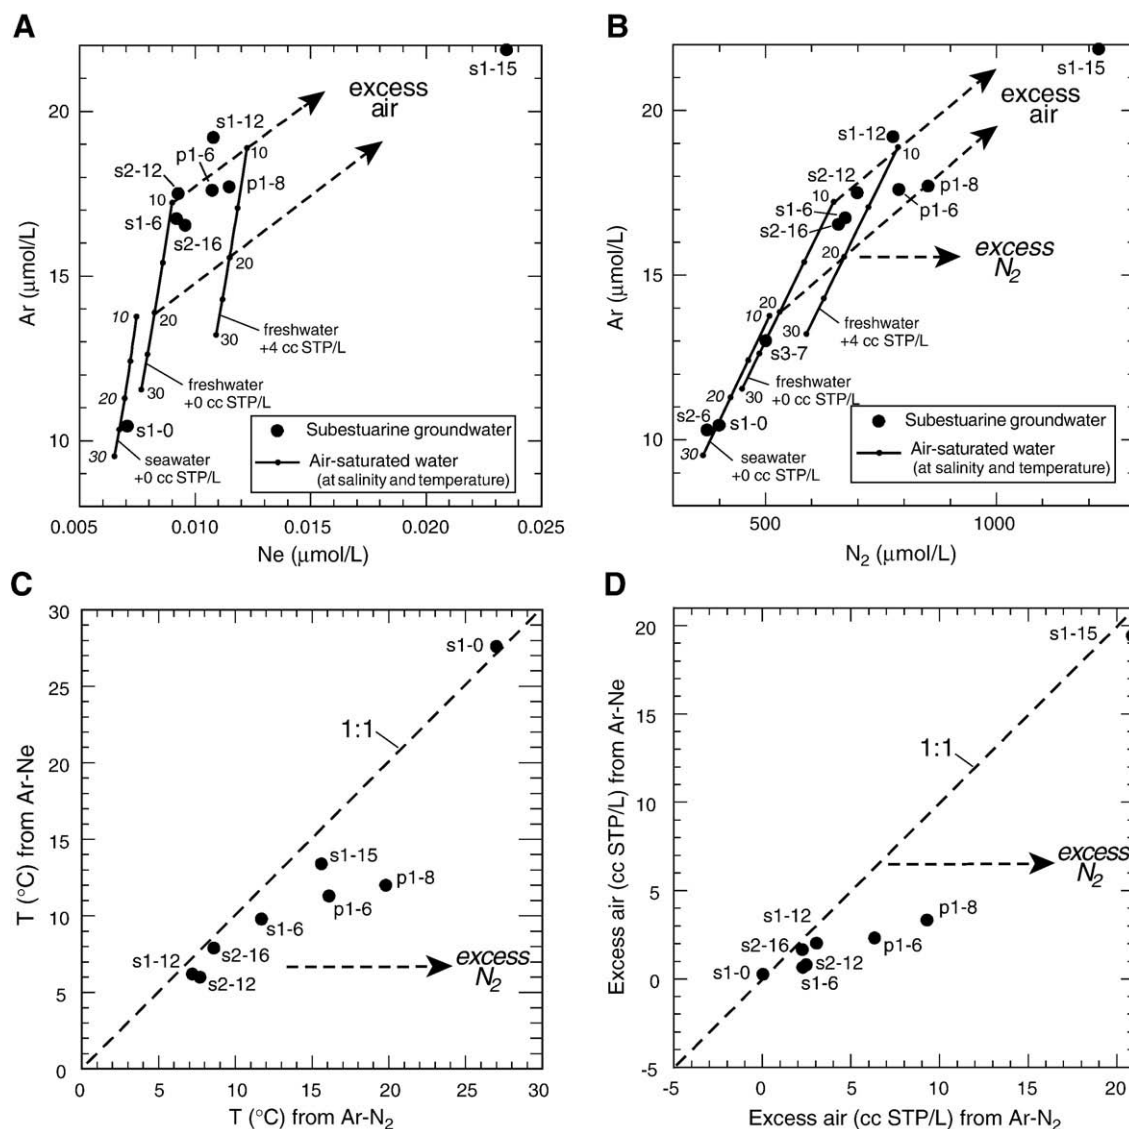 A
20
15
10
Ar (µmol/L)
0.005
0.010
0.015
0.020
0.025
Ne (µmol/L)
s1-15
excess
air
s1-12
p1-6
s2-12
p1-8
s1-6
s2-16
10
10
10
20
20
20
30
30
30
freshwater
+4 cc STP/L
freshwater
+0 cc STP/L
s1-0
seawater
+0 cc STP/L
Subestuarine groundwater
Air-saturated water
(at salinity and temperature)
B
20
15
10
Ar (µmol/L)
500
1000
N2 (µmol/L)
s1-15
excess
air
s1-12
s2-12
p1-8
p1-6
s1-6
s2-16
excess
N2
10
10
10
20
20
20
30
30
30
freshwater
+4 cc STP/L
s3-7
freshwater
+0 cc STP/L
s2-6
s1-0
seawater
+0 cc STP/L
Subestuarine groundwater
Air-saturated water
(at salinity and temperature)
C
30
25
20
15
10
5
0
T (°C) from Ar-Ne
0
5
10
15
20
25
30
T (°C) from Ar-N2
s1-0
1:1
s1-15
p1-8
p1-6
s1-6
s2-16
s1-12
s2-12
excess
N2
D
20
15
10
5
0
-5
Excess air (cc STP/L) from Ar-Ne
-5
0
5
10
15
20
Excess air (cc STP/L) from Ar-N2
s1-15
1:1
excess
N2
p1-8
s1-12
s2-16
p1-6
s1-0
s2-12
s1-6